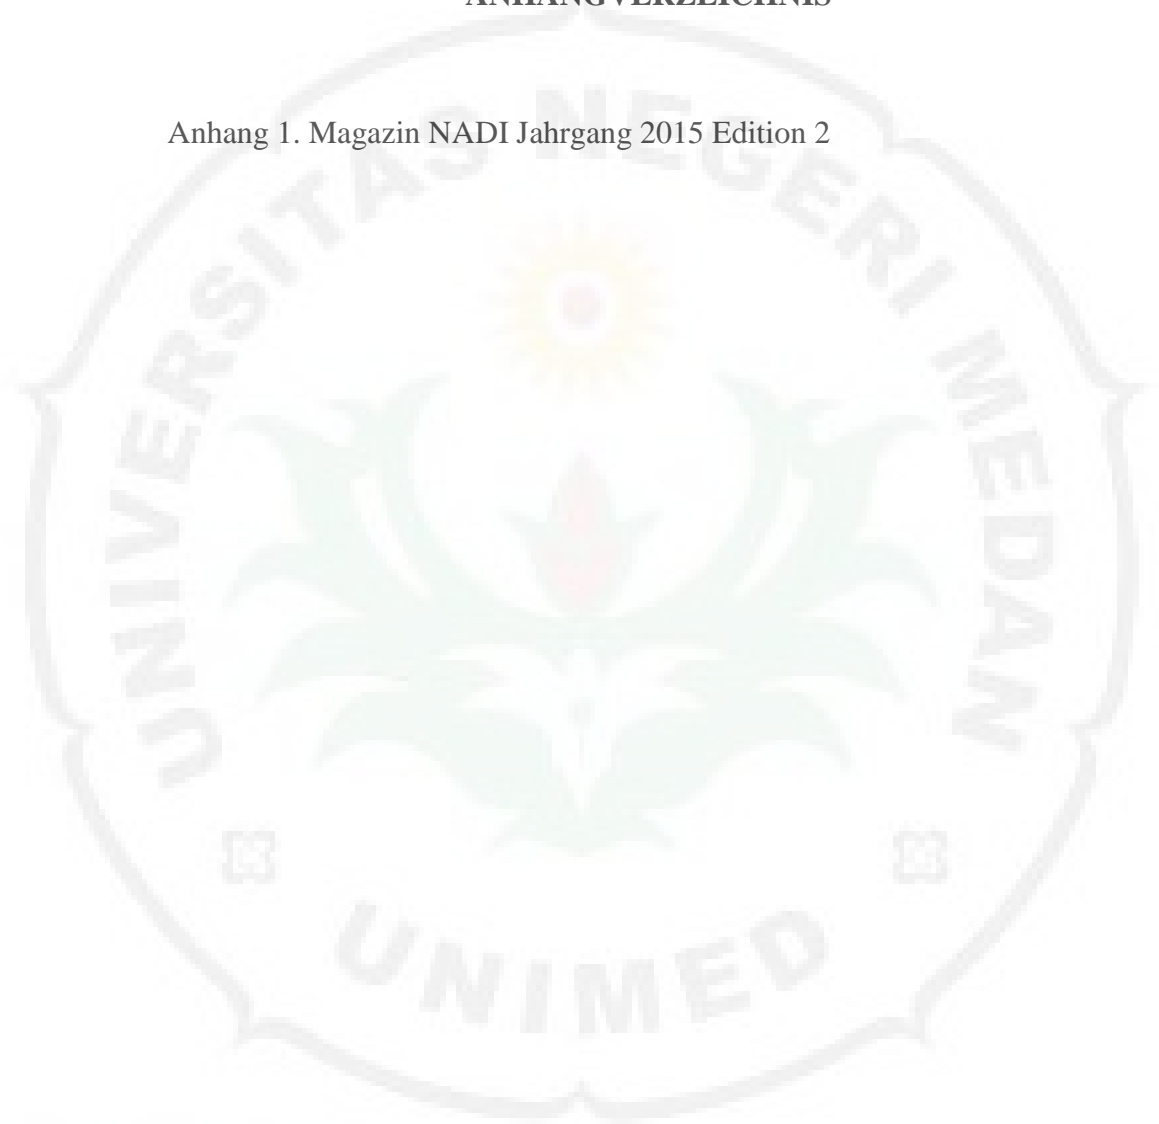 ANHANGVERZEICHNIS
Anhang 1. Magazin NADI Jahrgang 2015 Edition 2
UNIVERSITAS NEGERI MEDAN
UNIMED